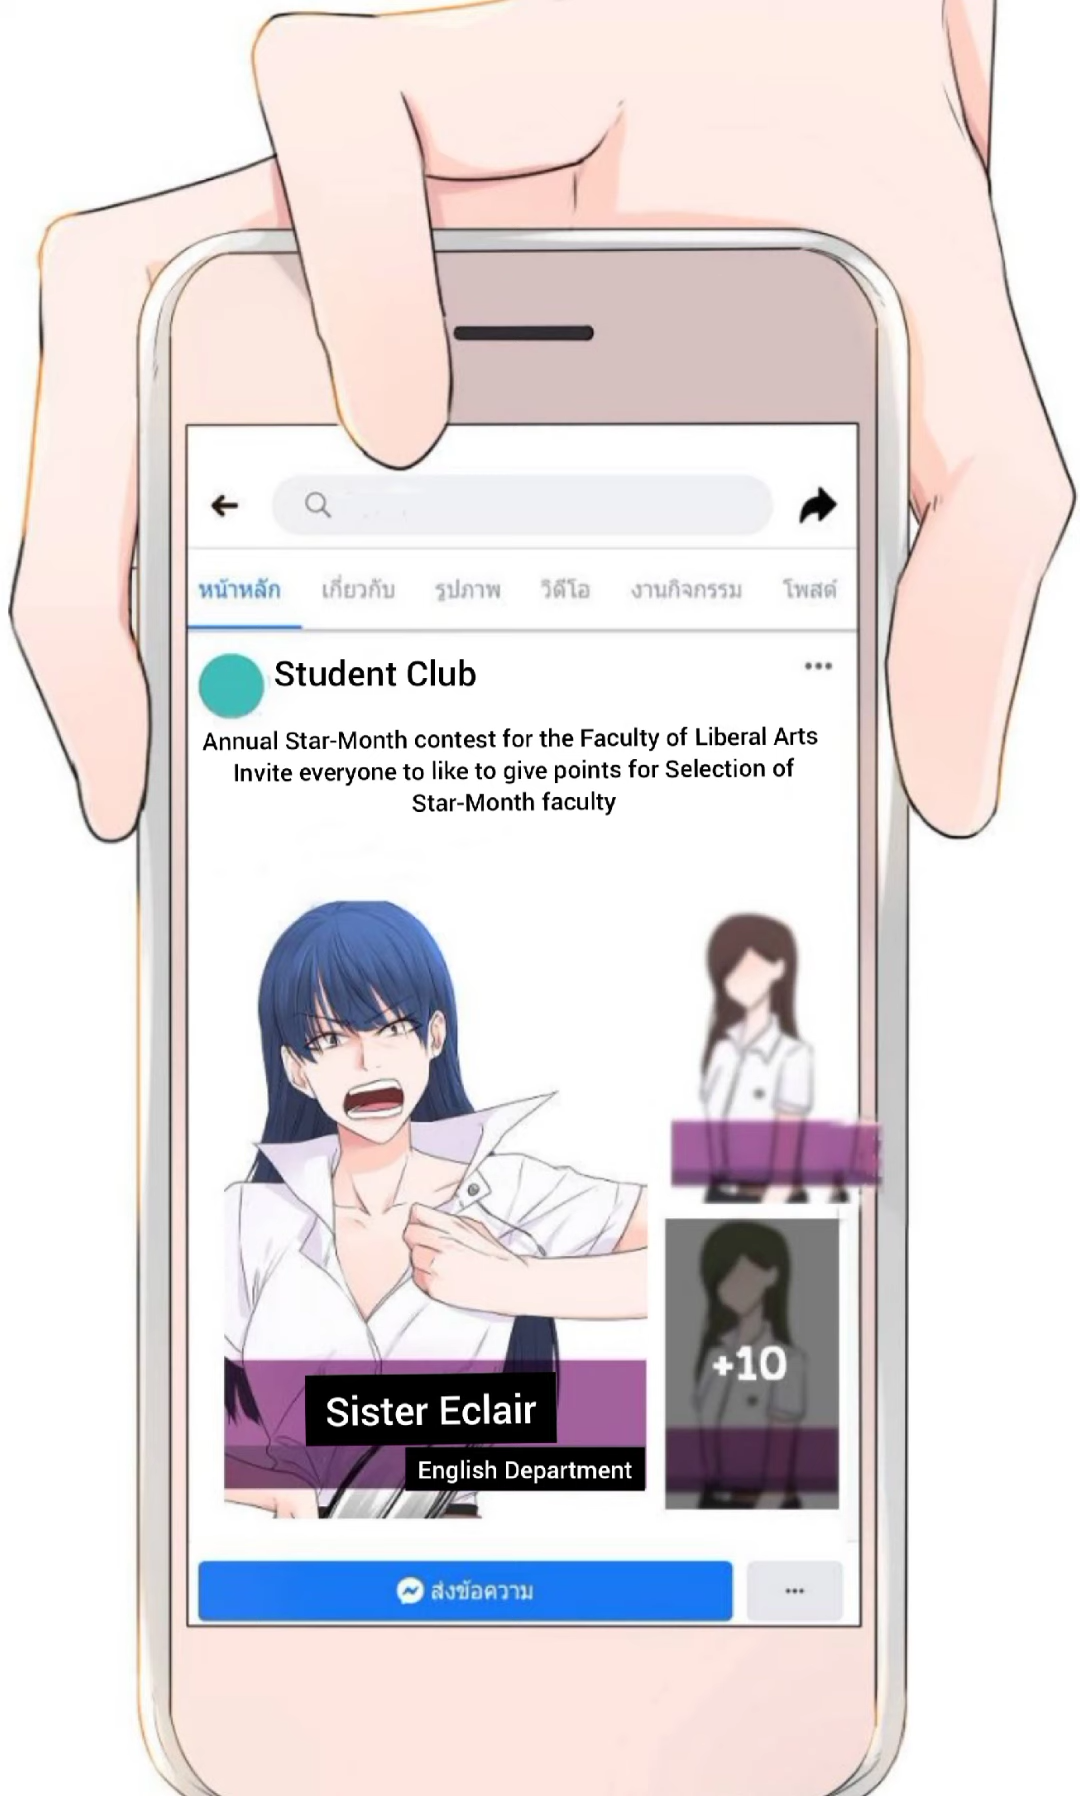 หน้าหลัก เกี่ยวกับ รูปภาพ วิดีโอ งานกิจกรรม โพสต์
Student Club
Annual Star-Month contest for the Faculty of Liberal Arts
Invite everyone to like to give points for Selection of
Star-Month faculty
+10
Sister Eclair
English Department
ส่งข้อความ